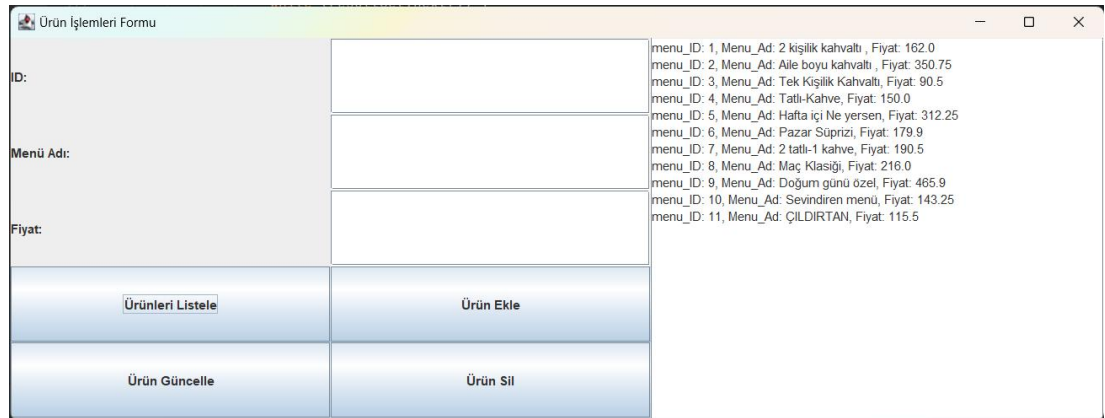 Ürün İşlemleri Formu
ID:
Menü Adı:
Fiyat:
Ürünleri Listele
Ürün Ekle
Ürün Güncelle
Ürün Sil
menu_ID: 1, Menu_Ad: 2 kişilik kahvaltı , Fiyat: 162.0
menu_ID: 2, Menu_Ad: Aile boyu kahvaltı , Fiyat: 350.75
menu_ID: 3, Menu_Ad: Tek Kişilik Kahvaltı, Fiyat: 90.5
menu_ID: 4, Menu_Ad: Tatlı-Kahve, Fiyat: 150.0
menu_ID: 5, Menu_Ad: Hafta içi Ne yersen, Fiyat: 312.25
menu_ID: 6, Menu_Ad: Pazar Süprizi, Fiyat: 179.9
menu_ID: 7, Menu_Ad: 2 tatlı-1 kahve, Fiyat: 190.5
menu_ID: 8, Menu_Ad: Maç Klasiği, Fiyat: 216.0
menu_ID: 9, Menu_Ad: Doğum günü özel, Fiyat: 465.9
menu_ID: 10, Menu_Ad: Sevindiren menü, Fiyat: 143.25
menu_ID: 11, Menu_Ad: ÇILDIRTAN, Fiyat: 115.5